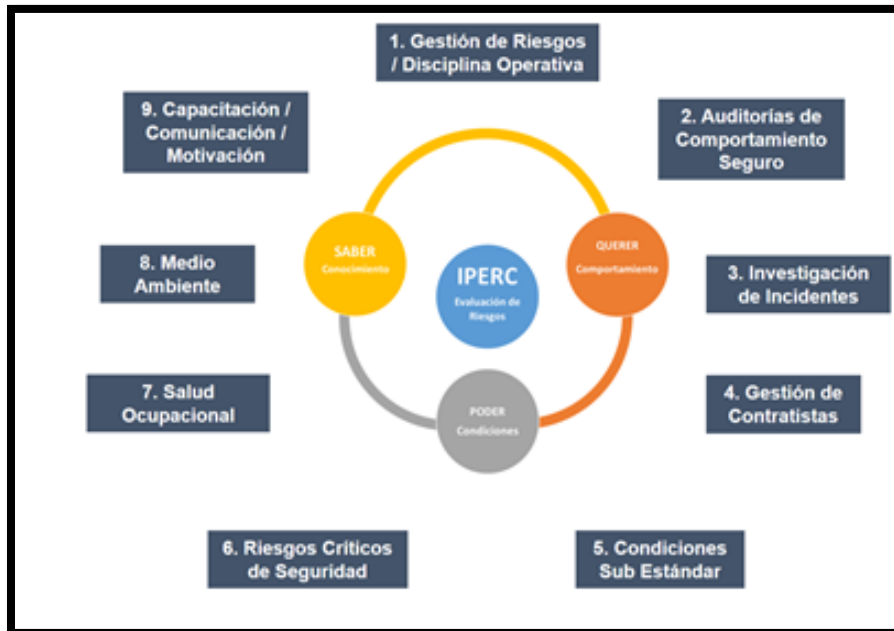 1. Gestión de Riesgos
/ Disciplina Operativa
2. Auditorías de
Comportamiento
Seguro
3. Investigación
de Incidentes
4. Gestión de
Contratistas
5. Condiciones
Sub Estándar
6. Riesgos Críticos
de Seguridad
7. Salud
Ocupacional
8. Medio
Ambiente
9. Capacitación /
Comunicación /
Motivación
SABER
Conocimiento
QUERER
Comportamiento
IPERC
Evaluación de
Riesgos
PODER
Condiciones